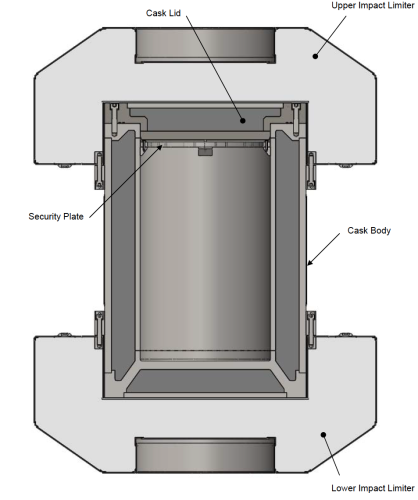 Upper Impact Limiter
Cask Lid
Security Plate
Cask Body
Lower Impact Limiter